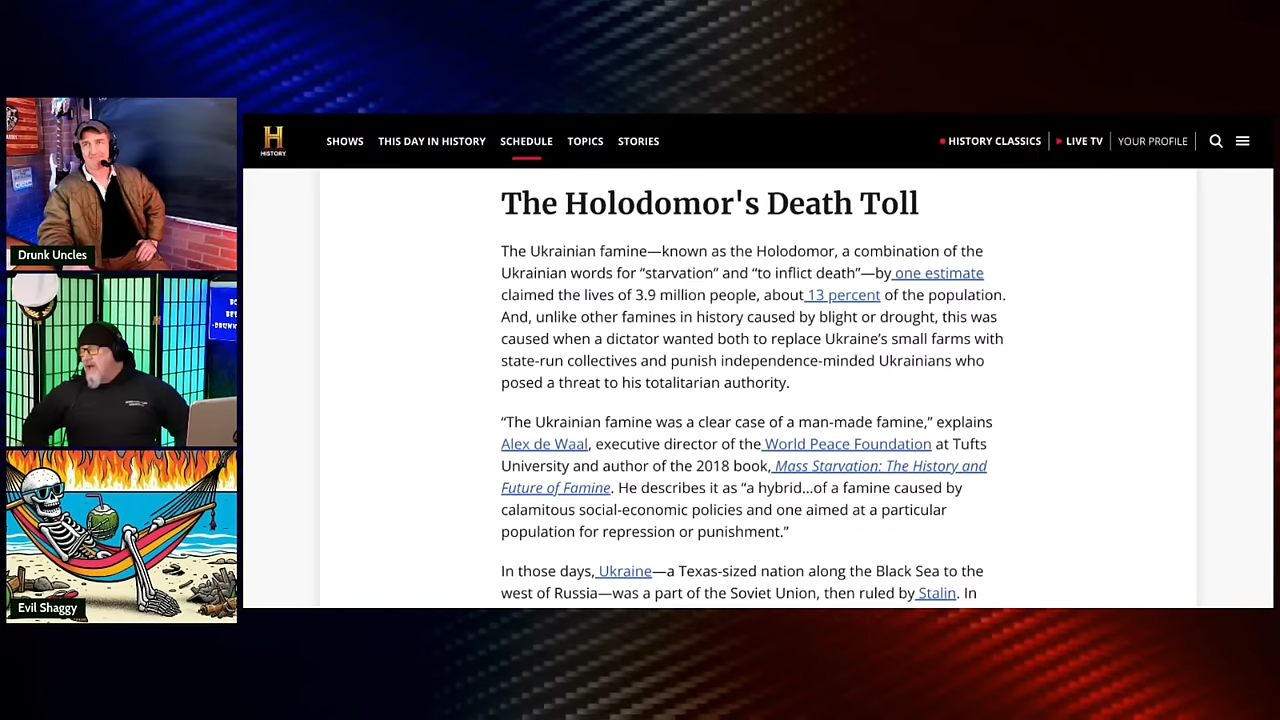 Drunk Uncles
Evil Shaggy
H
HISTORY.
SHOWS
THIS DAY IN HISTORY
SCHEDULE
TOPICS
STORIES
HISTORY CLASSICS
LIVE TV
YOUR PROFILE
The Holodomor's Death Toll
The Ukrainian famine—known as the Holodomor, a combination of the
Ukrainian words for “starvation” and “to inflict death”—by one estimate
claimed the lives of 3.9 million people, about 13 percent of the population.
And, unlike other famines in history caused by blight or drought, this was
caused when a dictator wanted both to replace Ukraine’s small farms with
state-run collectives and punish independence-minded Ukrainians who
posed a threat to his totalitarian authority.
“The Ukrainian famine was a clear case of a man-made famine,” explains
Alex de Waal, executive director of the World Peace Foundation at Tufts
University and author of the 2018 book, Mass Starvation: The History and
Future of Famine. He describes it as “a hybrid…of a famine caused by
calamitous social-economic policies and one aimed at a particular
population for repression or punishment.”
In those days, Ukraine—a Texas-sized nation along the Black Sea to the
west of Russia—was a part of the Soviet Union, then ruled by Stalin. In